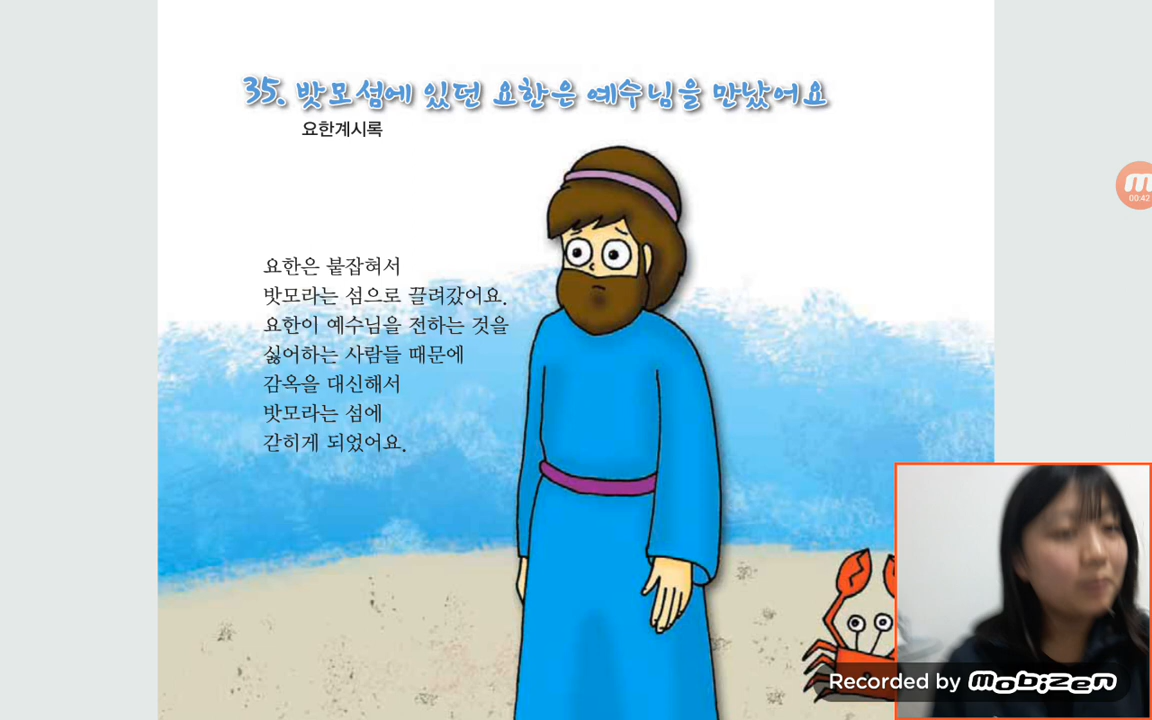 35. 밧모섬에 있던 요한은 예수님을 만났어요
요한계시록
요한은 붙잡혀서
밧모라는 섬으로 끌려갔어요.
요한이 예수님을 전하는 것을
싫어하는 사람들 때문에
감옥을 대신해서
밧모라는 섬에
갇히게 되었어요.
m
00:42
Recorded by mobizen